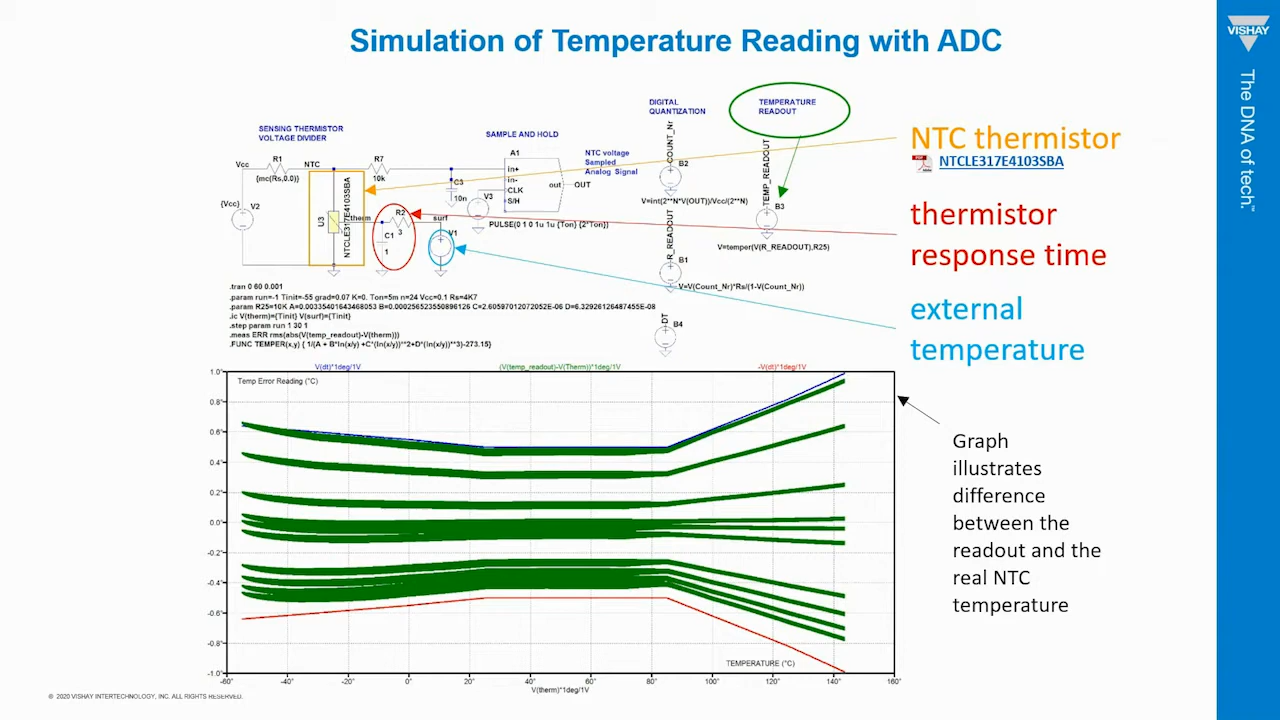 Simulation of Temperature Reading with ADC
VISHAY
The DNA of tech.™
DIGITAL
QUANTIZATION
TEMPERATURE
READOUT
SENSING THERMISTOR
VOLTAGE DIVIDER
SAMPLE AND HOLD
NTC thermistor
NTCLE317E4103SBA
Vcc
R1
NTC
R7
{mc(Rs,0.0)}
10k
A1
in+
in-
CLK
S/H
out
OUT
NTC voltage
Sampled
Analog Signal
COUNT_Nr
B2
TEMP_READOUT
B3
{Vcc}
V2
U3
NTCLE317E4103SBA
R2
3
C1
1
surf
V1
C3
10n
V3
PULSE(0 1 0 1u 1u {Ton} {2*Ton})
V=int(2**N*V(OUT))/Vcc/(2**N)
R_READOUT
B1
V=temper(V(R_READOUT),R25)
V=V(Count_Nr)*Rs/(1-V(Count_Nr))
DT
B4
thermistor
response time
external
temperature
.tran 0 60 0.001
.param run=-1 Tinit=-55 grad=0.07 K=0. Ton=5m n=24 Vcc=0.1 Rs=4K7
.param R25=10K A=0.00335401643468053 B=0.000256523550896126 C=2.60597012072052E-06 D=6.32926126487455E-08
.ic V(therm)={Tinit} V(surf)={Tinit}
.step param run 1 30 1
.meas ERR rms(abs(V(temp_readout)-V(therm)))
.FUNC TEMPER(x,y) { 1/(A + B*ln(x/y) +C*(ln(x/y))**2+D*(ln(x/y))**3)-273.15}
V(dt)*1deg/1V
(V(temp_readout)-V(Therm))*1deg/1V
-V(dt)*1deg/1V
Temp Error Reading (°C)
1.0°
0.8°
0.6°
0.4°
0.2°
0.0°
-0.2°
-0.4°
-0.6°
-0.8°
-1.0°
-60°
-40°
-20°
0°
20°
40°
60°
80°
100°
120°
140°
160°
TEMPERATURE (°C)
V(therm)*1deg/1V
Graph
illustrates
difference
between the
readout and the
real NTC
temperature
© 2020 VISHAY INTERTECHNOLOGY, INC. ALL RIGHTS RESERVED.